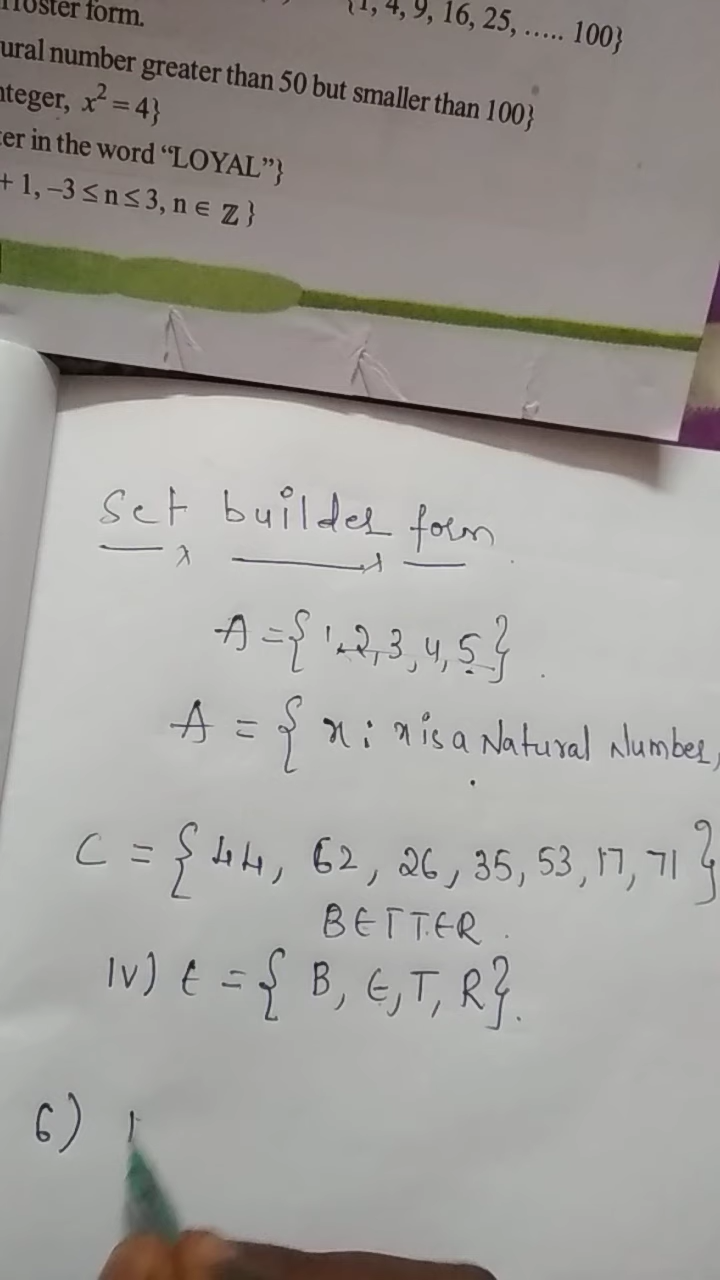 roster form.
{1, 4, 9, 16, 25, ..... 100}
ural number greater than 50 but smaller than 100}
nteger, x² = 4}
er in the word “LOYAL”}
+ 1, –3 ≤ n ≤ 3, n ∈ ℤ }
Set builder form
A = { 1, 2, 3, 4, 5 }.
A = { x : x is a Natural Number,
C = { 44, 62, 26, 35, 53, 17, 71 }
BETTER.
IV) E = { B, E, T, R }.
6)